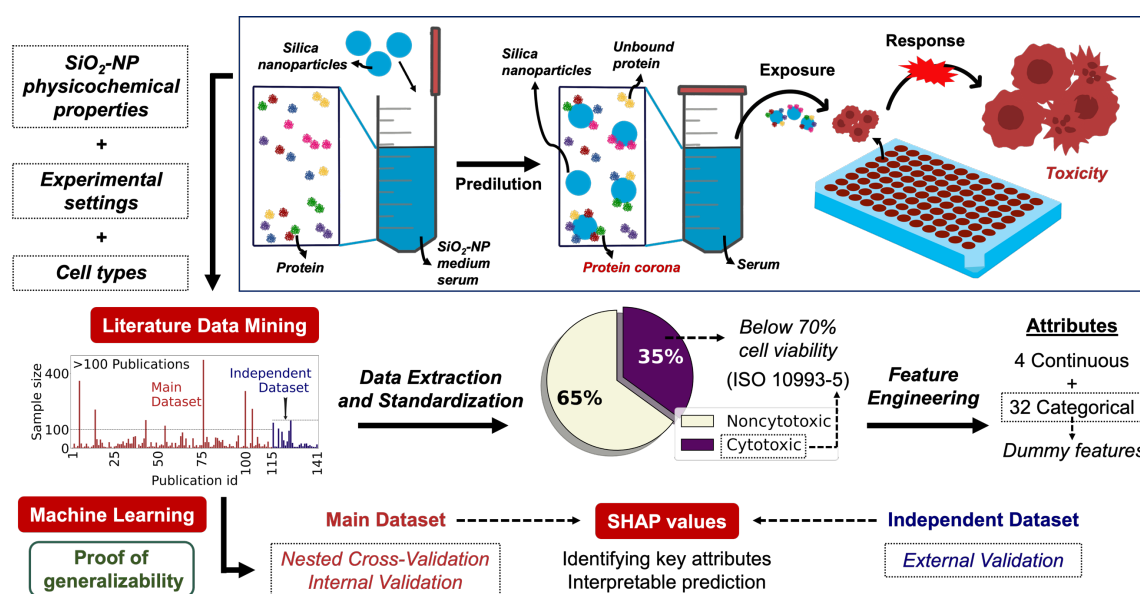 SiO₂-NP
physicochemical
properties
+
Experimental
settings
+
Cell types
Silica
nanoparticles
Protein
SiO₂-NP
medium
serum
Predilution
Silica
nanoparticles
Unbound
protein
Protein corona
Serum
Exposure
Response
Toxicity
Literature Data Mining
>100 Publications
Main
Dataset
Independent
Dataset
Sample size
400
100
1
25
50
75
100
115
141
Publication id
Data Extraction
and Standardization
65%
35%
Noncytotoxic
Cytotoxic
Below 70%
cell viability
(ISO 10993-5)
Feature
Engineering
Attributes
4 Continuous
+
32 Categorical
Dummy features
Machine Learning
Proof of
generalizability
Main Dataset
Nested Cross-Validation
Internal Validation
SHAP values
Identifying key attributes
Interpretable prediction
Independent Dataset
External Validation